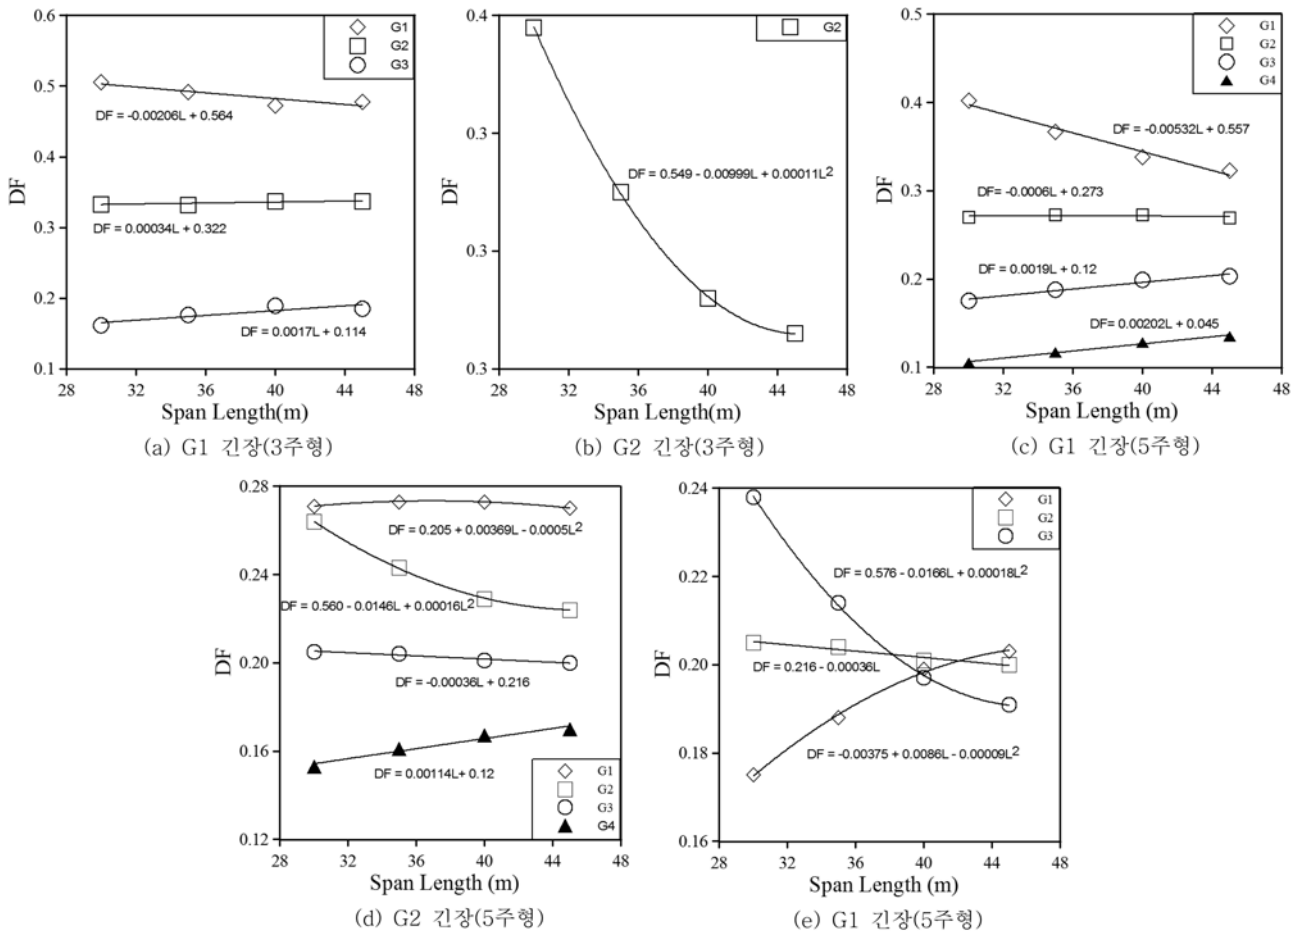 0.6
0.5
0.4
0.3
0.2
0.1
DF
G1
G2
G3
DF = -0.00206L + 0.564
DF = 0.00034L + 0.322
DF = 0.0017L + 0.114
28 32 36 40 44 48
Span Length(m)
(a) G1 긴장(3주형)
0.4
0.3
0.3
0.3
DF
G2
DF = 0.549 - 0.00999L + 0.00011L²
28 32 36 40 44 48
Span Length(m)
(b) G2 긴장(3주형)
0.5
0.4
0.3
0.2
0.1
DF
G1
G2
G3
G4
DF = -0.00532L + 0.557
DF= -0.0006L + 0.273
DF = 0.0019L + 0.12
DF= 0.00202L + 0.045
28 32 36 40 44 48
Span Length (m)
(c) G1 긴장(5주형)
0.28
0.24
0.20
0.16
0.12
DF
DF = 0.205 + 0.00369L - 0.0005L²
DF = 0.560 - 0.0146L + 0.00016L²
DF = -0.00036L + 0.216
DF = 0.00114L+ 0.12
G1
G2
G3
G4
28 32 36 40 44 48
Span Length (m)
(d) G2 긴장(5주형)
0.24
0.22
0.20
0.18
0.16
DF
G1
G2
G3
DF = 0.576 - 0.0166L + 0.00018L²
DF = 0.216 - 0.00036L
DF = -0.00375 + 0.0086L - 0.00009L²
28 32 36 40 44 48
Span Length (m)
(e) G1 긴장(5주형)